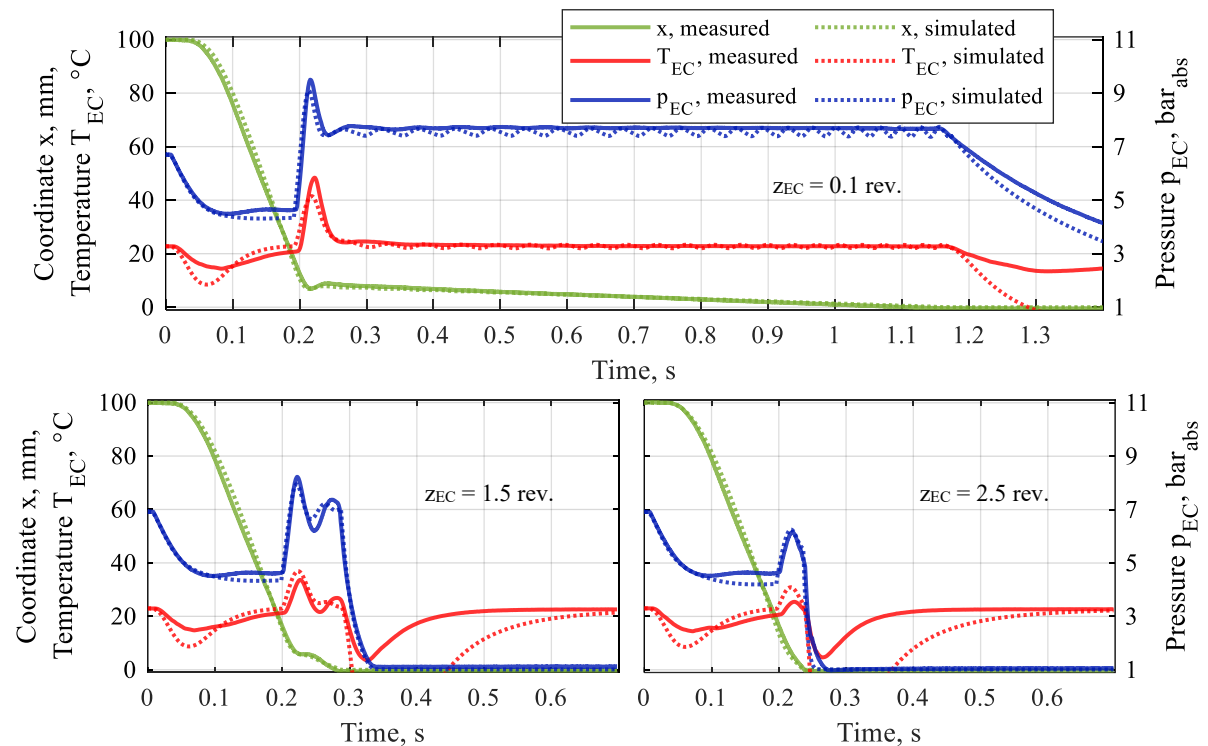 x, measured x, simulated
T_EC, measured T_EC, simulated
p_EC, measured p_EC, simulated
Coordinate x, mm,
Temperature T_EC, °C
100
80
60
40
20
0
11
9
7
5
3
1
Pressure p_EC, bar_abs
z_EC = 0.1 rev.
0 0.1 0.2 0.3 0.4 0.5 0.6 0.7 0.8 0.9 1 1.1 1.2 1.3
Time, s
Coordinate x, mm,
Temperature T_EC, °C
100
80
60
40
20
0
z_EC = 1.5 rev.
0 0.1 0.2 0.3 0.4 0.5 0.6
Time, s
z_EC = 2.5 rev.
11
9
7
5
3
1
Pressure p_EC, bar_abs
0 0.1 0.2 0.3 0.4 0.5 0.6
Time, s